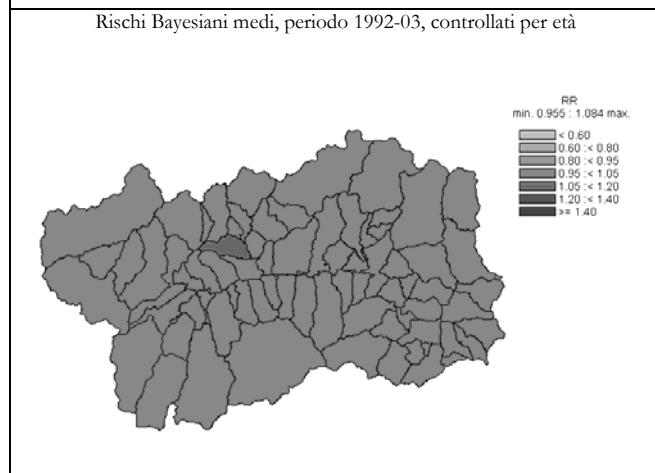 Rischi Bayesiani medi, periodo 1992-03, controllati per età
RR
min. 0.955 : 1.084 max.
< 0.60
0.60 :< 0.80
0.80 :< 0.95
0.95 :< 1.05
1.05 :< 1.20
1.20 :< 1.40
>= 1.40